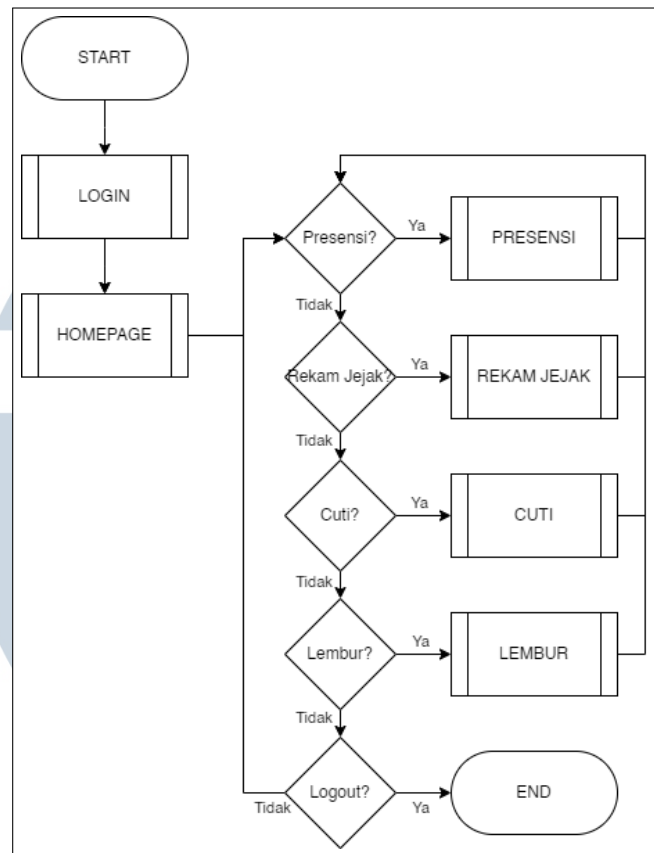 START
LOGIN
HOMEPAGE
Presensi?
Ya
PRESENSI
Tidak
Rekam Jejak?
Ya
REKAM JEJAK
Tidak
Cuti?
Ya
CUTI
Tidak
Lembur?
Ya
LEMBUR
Tidak
Logout?
Tidak
Ya
END